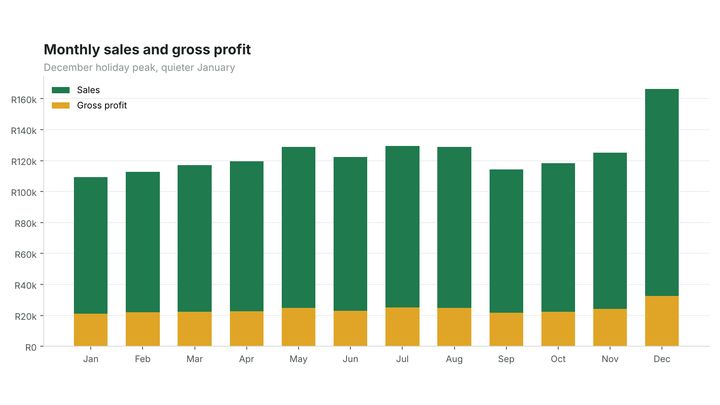 Monthly sales and gross profit
December holiday peak, quieter January
Sales
Gross profit
R160k
R140k
R120k
R100k
R80k
R60k
R40k
R20k
R0
Jan Feb Mar Apr May Jun Jul Aug Sep Oct Nov Dec